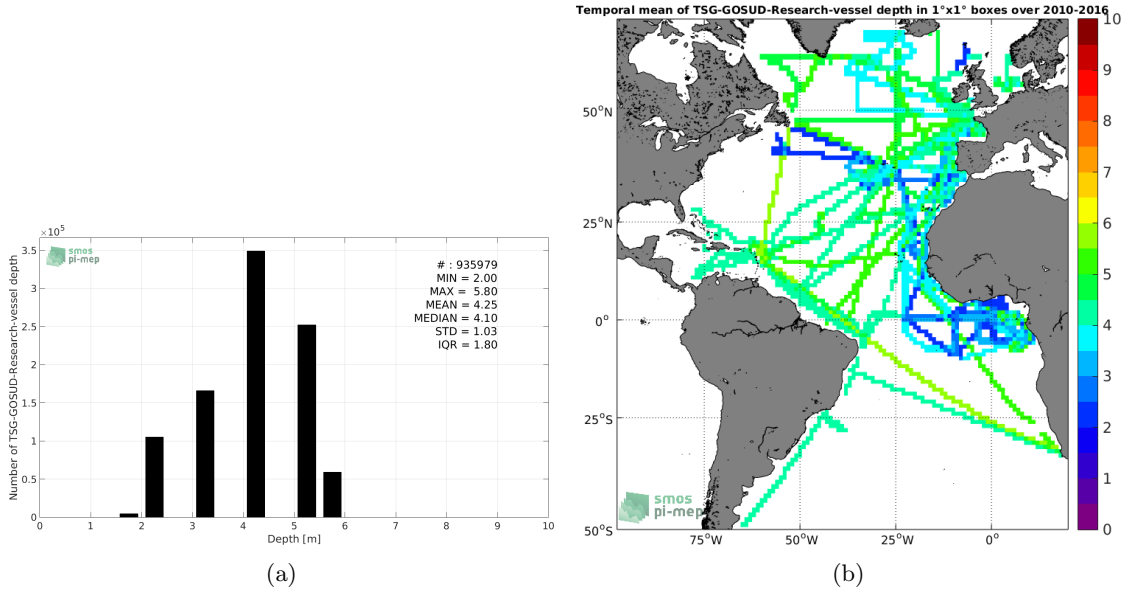 Temporal mean of TSG-GOSUD-Research-vessel depth in 1°x1° boxes over 2010-2016
×10⁵
3.5
3
2.5
2
1.5
1
0.5
0
Number of TSG-GOSUD-Research-vessel depth
smos
pi-mep
# : 935979
MIN = 2.00
MAX = 5.80
MEAN = 4.25
MEDIAN = 4.10
STD = 1.03
IQR = 1.80
0 1 2 3 4 5 6 7 8 9 10
Depth [m]
(a)
50°N
25°N
0°
25°S
50°S
75°W 50°W 25°W 0°
smos
pi-mep
10
9
8
7
6
5
4
3
2
1
0
(b)